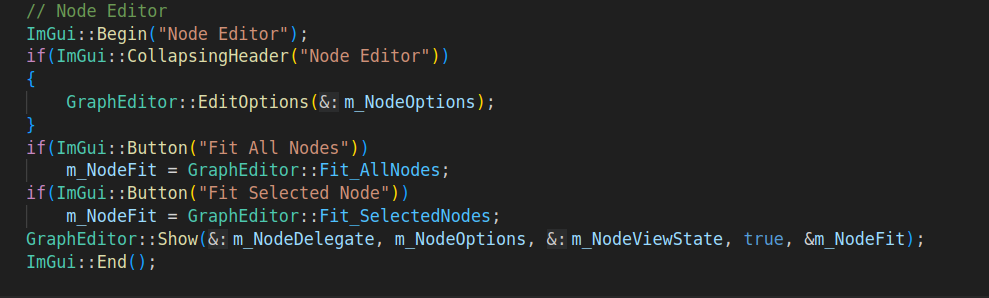 // Node Editor
ImGui::Begin("Node Editor");
if(ImGui::CollapsingHeader("Node Editor"))
{
    GraphEditor::EditOptions(&: m_NodeOptions);
}
if(ImGui::Button("Fit All Nodes"))
    m_NodeFit = GraphEditor::Fit_AllNodes;
if(ImGui::Button("Fit Selected Node"))
    m_NodeFit = GraphEditor::Fit_SelectedNodes;
GraphEditor::Show(&: m_NodeDelegate, m_NodeOptions, &: m_NodeViewState, true, &m_NodeFit);
ImGui::End();